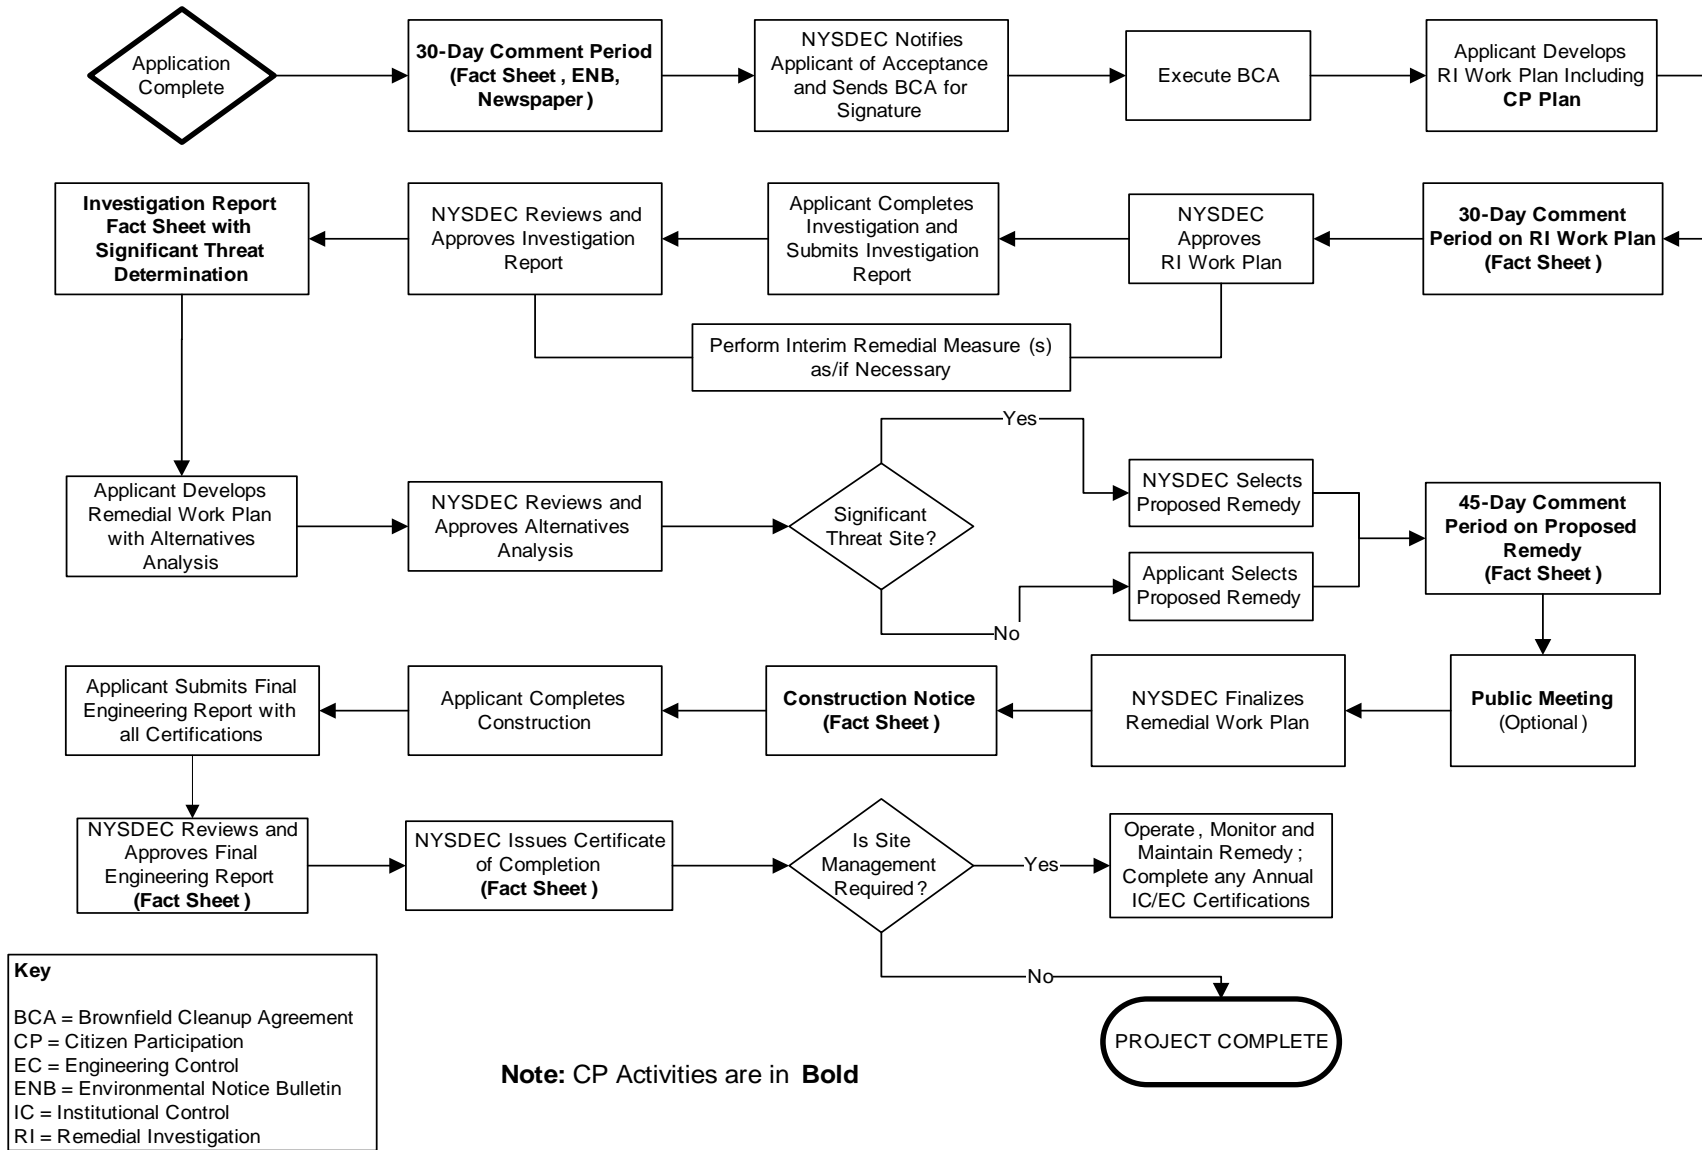 Application
Complete
30-Day Comment Period
(Fact Sheet , ENB,
Newspaper )
NYSDEC Notifies
Applicant of Acceptance
and Sends BCA for
Signature
Execute BCA
Applicant Develops
RI Work Plan Including
CP Plan
30-Day Comment
Period on RI Work Plan
(Fact Sheet )
NYSDEC
Approves
RI Work Plan
Applicant Completes
Investigation and
Submits Investigation
Report
NYSDEC Reviews and
Approves Investigation
Report
Investigation Report
Fact Sheet with
Significant Threat
Determination
Perform Interim Remedial Measure (s)
as/if Necessary
Applicant Develops
Remedial Work Plan
with Alternatives
Analysis
NYSDEC Reviews and
Approves Alternatives
Analysis
Significant
Threat Site ?
Yes
No
NYSDEC Selects
Proposed Remedy
Applicant Selects
Proposed Remedy
45-Day Comment
Period on Proposed
Remedy
(Fact Sheet )
Public Meeting
(Optional )
NYSDEC Finalizes
Remedial Work Plan
Construction Notice
(Fact Sheet )
Applicant Completes
Construction
Applicant Submits Final
Engineering Report with
all Certifications
NYSDEC Reviews and
Approves Final
Engineering Report
(Fact Sheet )
NYSDEC Issues Certificate
of Completion
(Fact Sheet )
Is Site
Management
Required ?
Yes
Operate , Monitor and
Maintain Remedy ;
Complete any Annual
IC/EC Certifications
No
PROJECT COMPLETE
Key
BCA = Brownfield Cleanup Agreement
CP = Citizen Participation
EC = Engineering Control
ENB = Environmental Notice Bulletin
IC = Institutional Control
RI = Remedial Investigation
Note: CP Activities are in Bold